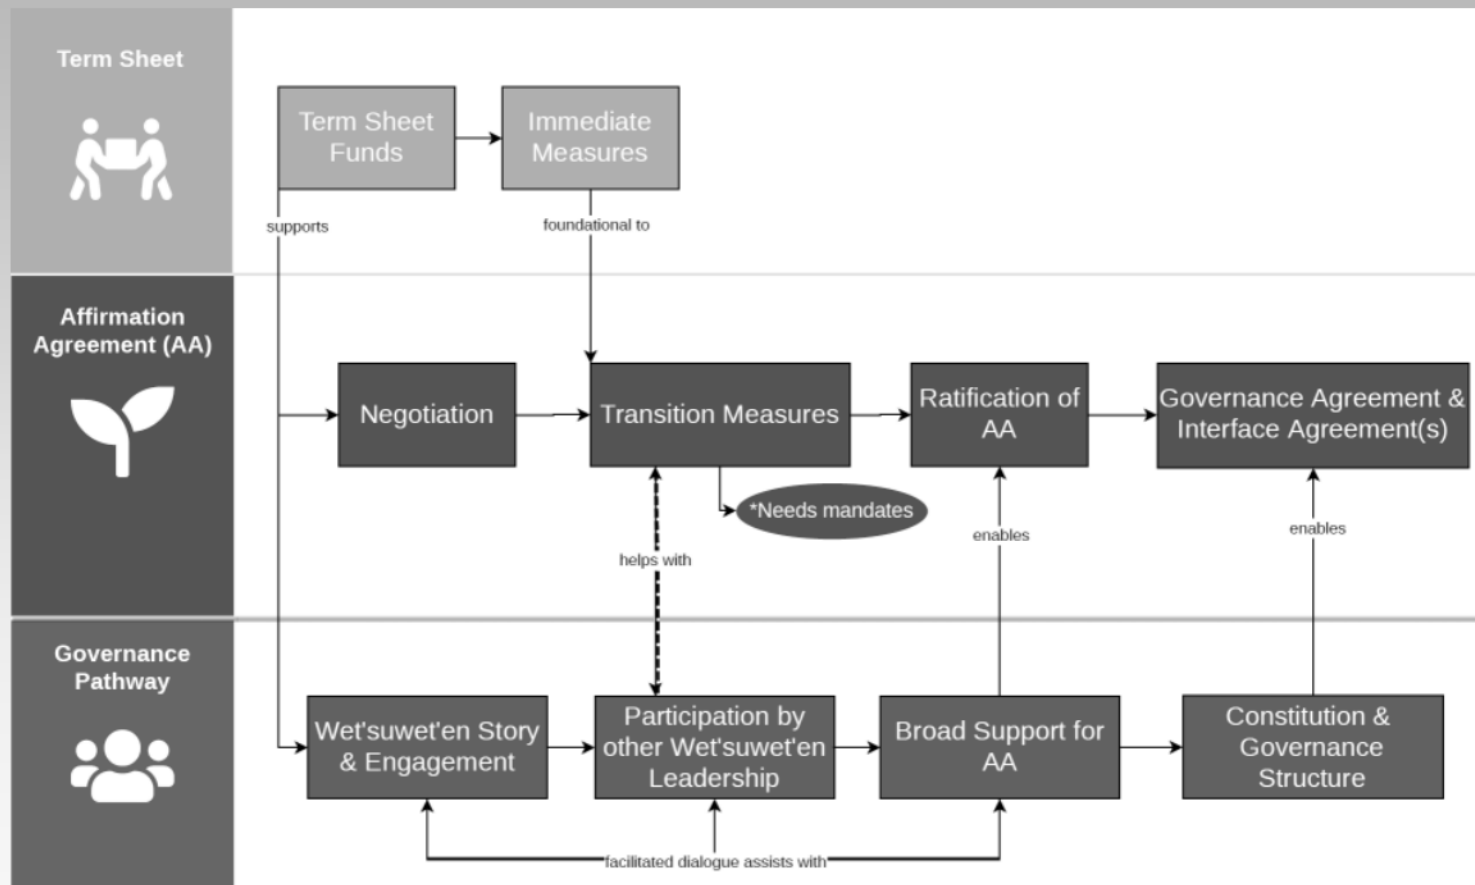 Term Sheet
Term Sheet
Funds
Immediate
Measures
supports
foundational to
Affirmation
Agreement (AA)
Negotiation
Transition Measures
Ratification of
AA
Governance Agreement &
Interface Agreement(s)
*Needs mandates
helps with
enables
enables
Governance
Pathway
Wet'suwet'en Story
& Engagement
Participation by
other Wet'suwet'en
Leadership
Broad Support for
AA
Constitution &
Governance
Structure
facilitated dialogue assists with